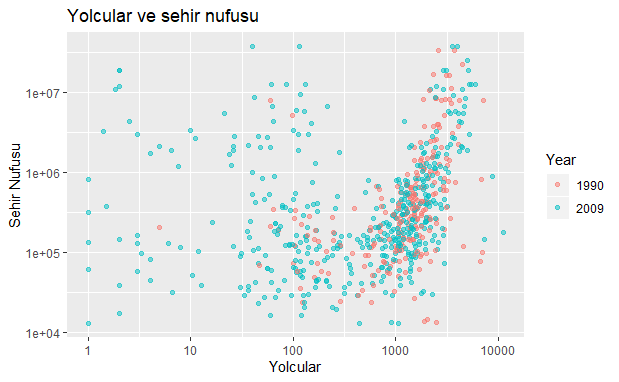 Yolcular ve sehir nufusu
Sehir Nufusu
1e+07
1e+06
1e+05
1e+04
1
10
100
1000
10000
Yolcular
Year
1990
2009